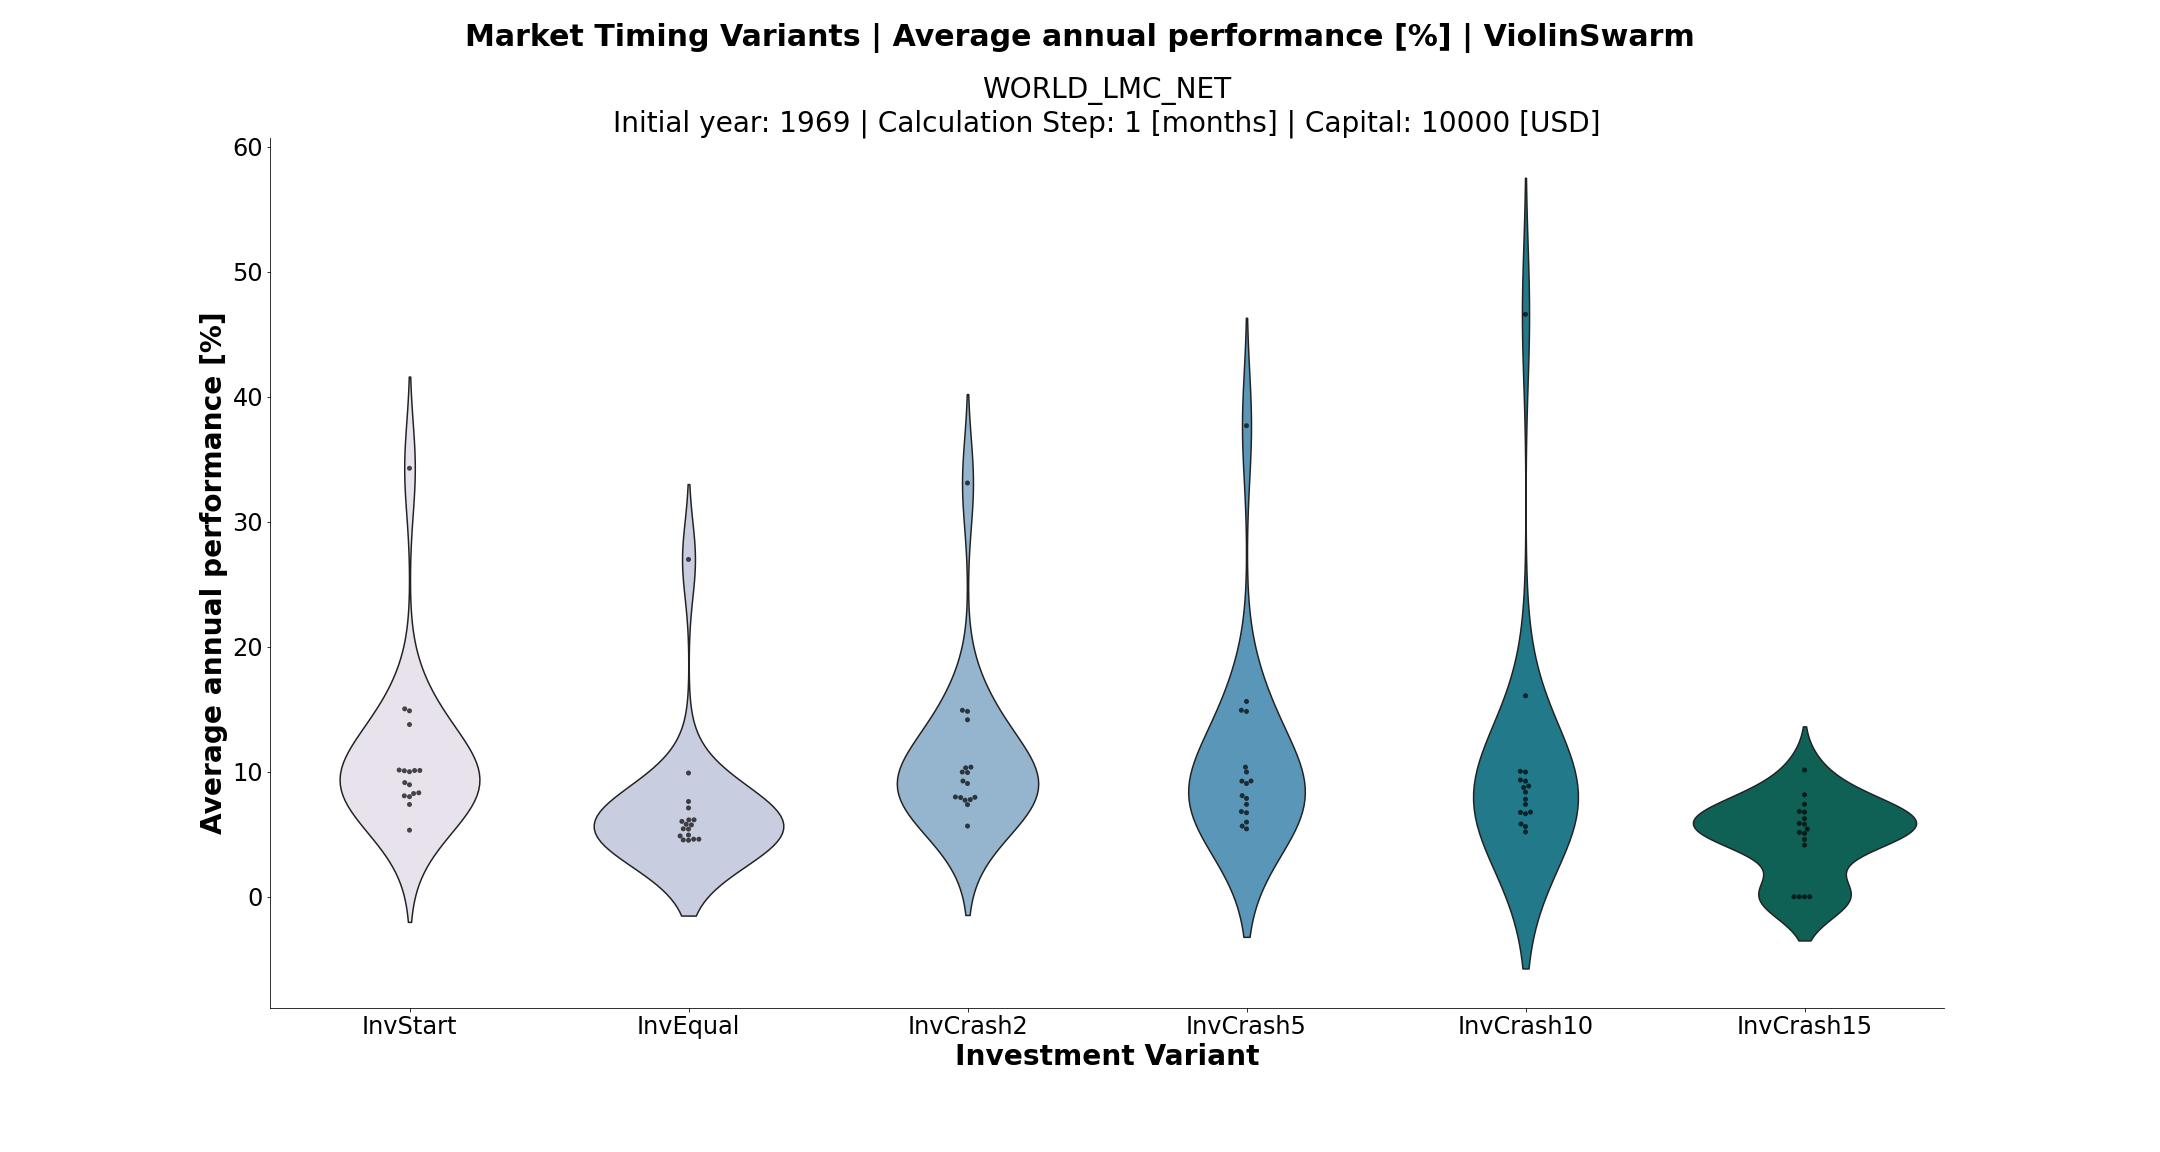 Market Timing Variants | Average annual performance [%] | ViolinSwarm
WORLD_LMC_NET
Initial year: 1969 | Calculation Step: 1 [months] | Capital: 10000 [USD]
Average annual performance [%]
60
50
40
30
20
10
0
InvStart InvEqual InvCrash2 InvCrash5 InvCrash10 InvCrash15
Investment Variant